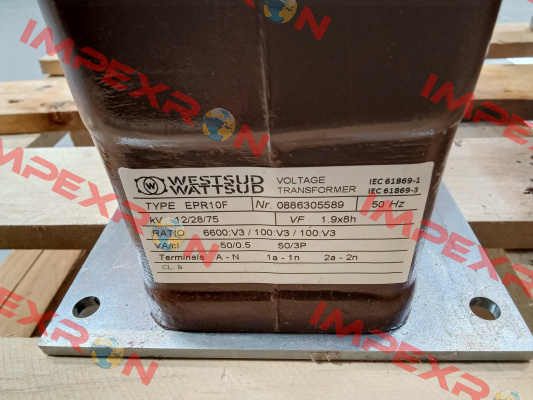 WESTSUD
WATTSUD
VOLTAGE
TRANSFORMER
IEC 61869-1
IEC 61869-3
TYPE EPR10F Nr. 0886305589 50 Hz
kV 12/28/75 VF 1.9x8h
RATIO 6600:V3 / 100:V3 / 100:V3
VA/cl 50/0.5 50/3P
Terminals A - N 1a - 1n 2a - 2n
CL. B
IMPEXRON
IMPEXRON
IMPEXRON
IMPEXRON
IMPEXRON